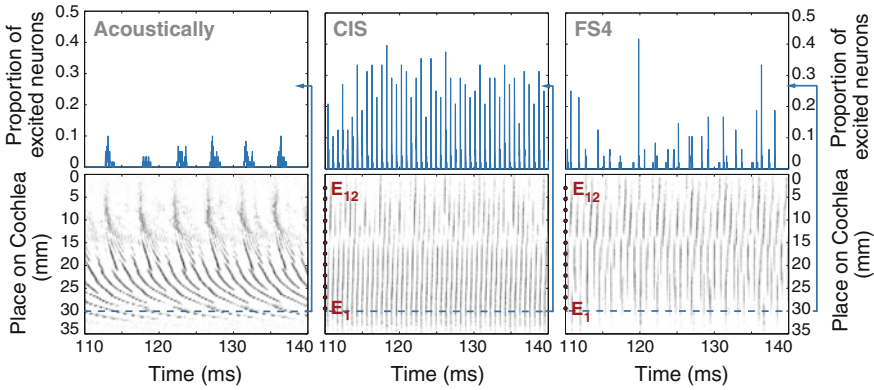 Proportion of
excited neurons
0.5
0.4
0.3
0.2
0.1
0
Acoustically
CIS
FS4
0.5
0.4
0.3
0.2
0.1
0
Proportion of
excited neurons
Place on Cochlea
(mm)
0
5
10
15
20
25
30
35
E12
E1
E12
E1
0
5
10
15
20
25
30
35
Place on Cochlea
(mm)
110 120 130 140
110 120 130 140
110 120 130 140
Time (ms)
Time (ms)
Time (ms)